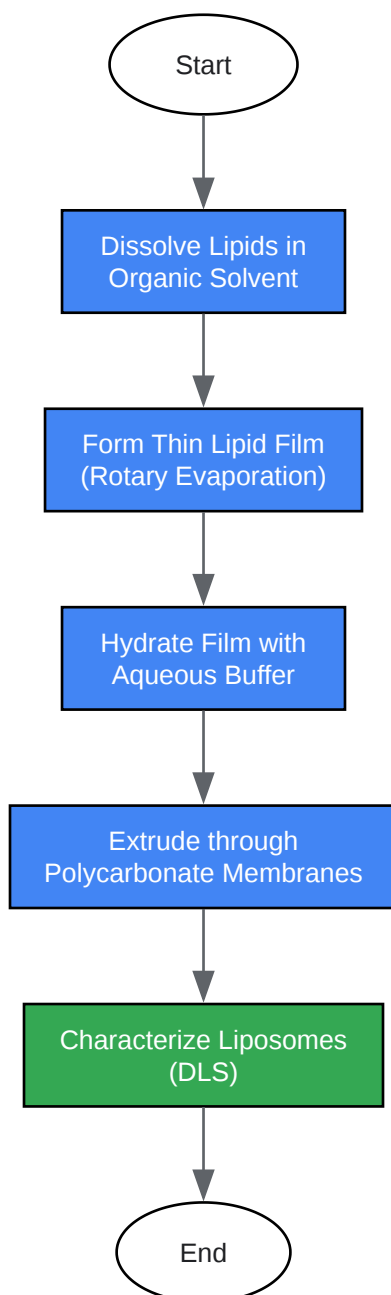 Start
Dissolve Lipids in
Organic Solvent
Form Thin Lipid Film
(Rotary Evaporation)
Hydrate Film with
Aqueous Buffer
Extrude through
Polycarbonate Membranes
Characterize Liposomes
(DLS)
End